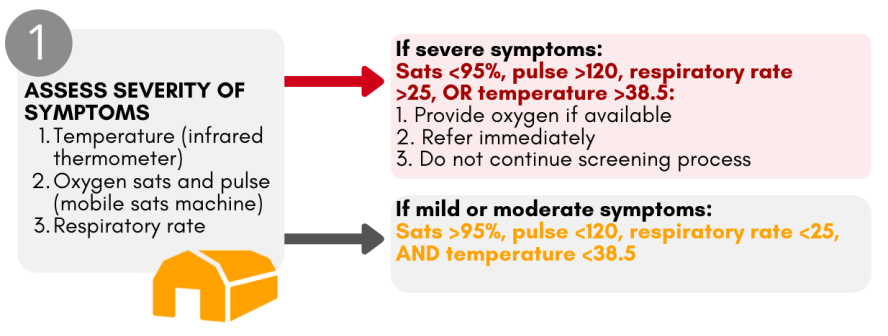 1
ASSESS SEVERITY OF
SYMPTOMS
1. Temperature (infrared
thermometer)
2. Oxygen sats and pulse
(mobile sats machine)
3. Respiratory rate
If severe symptoms:
Sats <95%, pulse >120, respiratory rate
>25, OR temperature >38.5:
1. Provide oxygen if available
2. Refer immediately
3. Do not continue screening process
If mild or moderate symptoms:
Sats >95%, pulse <120, respiratory rate <25,
AND temperature <38.5